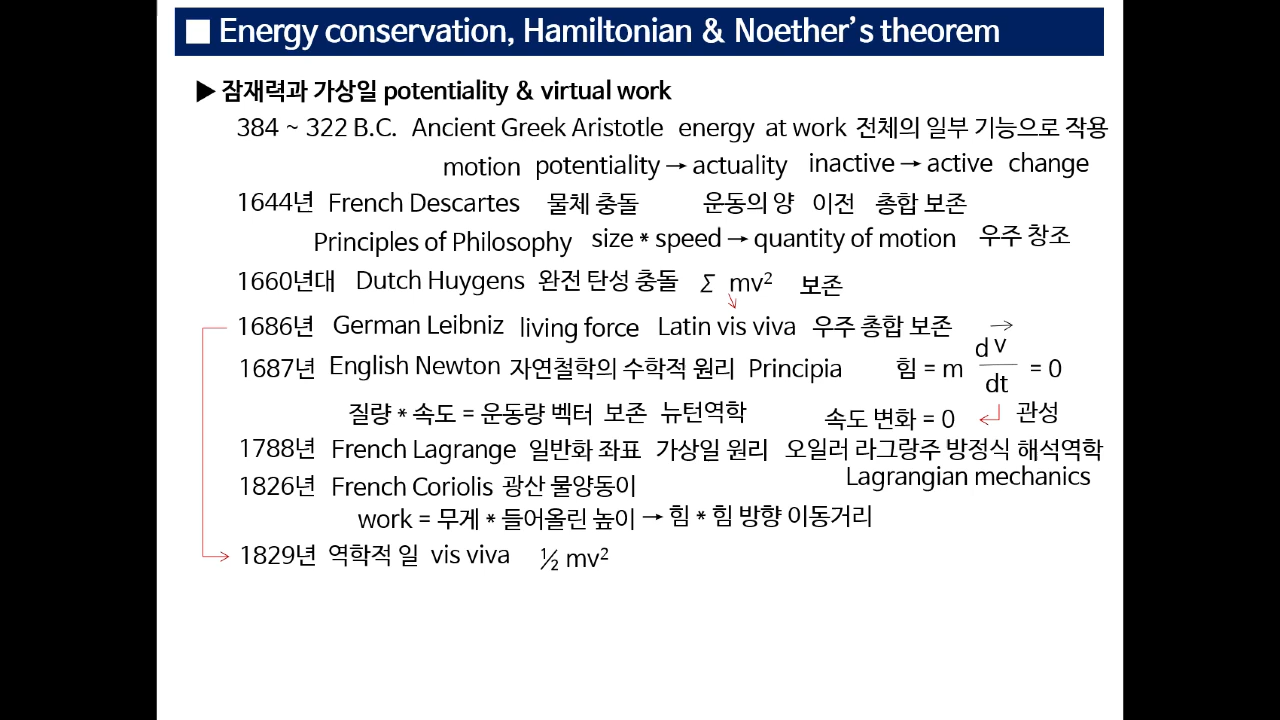 ■ Energy conservation, Hamiltonian & Noether's theorem
▶ 잠재력과 가상일 potentiality & virtual work
384 ~ 322 B.C. Ancient Greek Aristotle energy at work 전체의 일부 기능으로 작용
motion potentiality → actuality inactive → active change
1644년 French Descartes 물체 충돌 운동의 양 이전 총합 보존
Principles of Philosophy size * speed → quantity of motion 우주 창조
1660년대 Dutch Huygens 완전 탄성 충돌 Σ mv² 보존
1686년 German Leibniz living force Latin vis viva 우주 총합 보존
1687년 English Newton 자연철학의 수학적 원리 Principia 힘 = m d v→ / dt = 0
질량 * 속도 = 운동량 벡터 보존 뉴턴역학 속도 변화 = 0 ↲ 관성
1788년 French Lagrange 일반화 좌표 가상일 원리 오일러 라그랑주 방정식 해석역학
Lagrangian mechanics
1826년 French Coriolis 광산 물양동이
work = 무게 * 들어올린 높이 → 힘 * 힘 방향 이동거리
1829년 역학적 일 vis viva ½ mv²